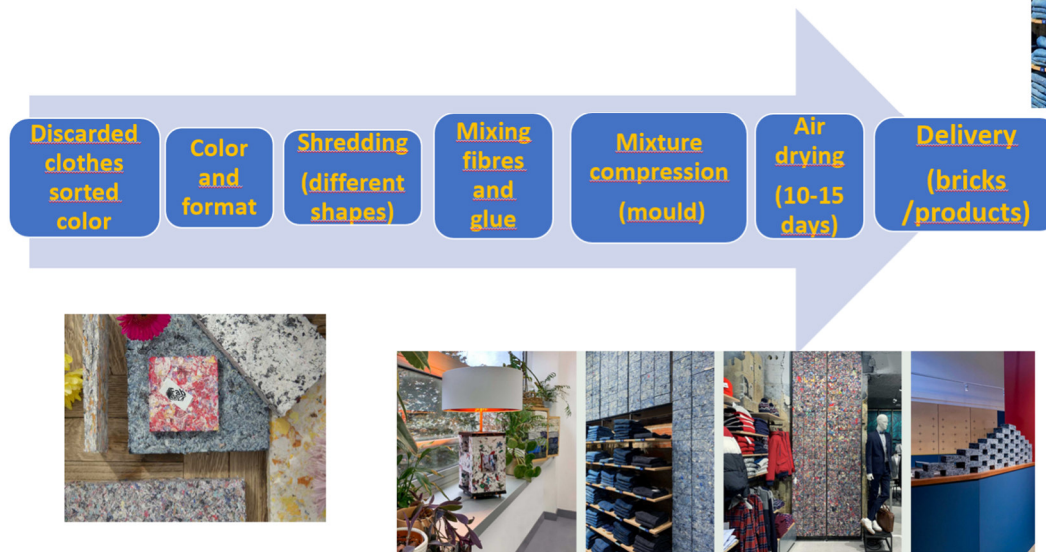 Discarded
clothes
sorted
color
Color
and
format
Shredding
(different
shapes)
Mixing
fibres
and
glue
Mixture
compression
(mould)
Air
drying
(10-15
days)
Delivery
(bricks
/products)